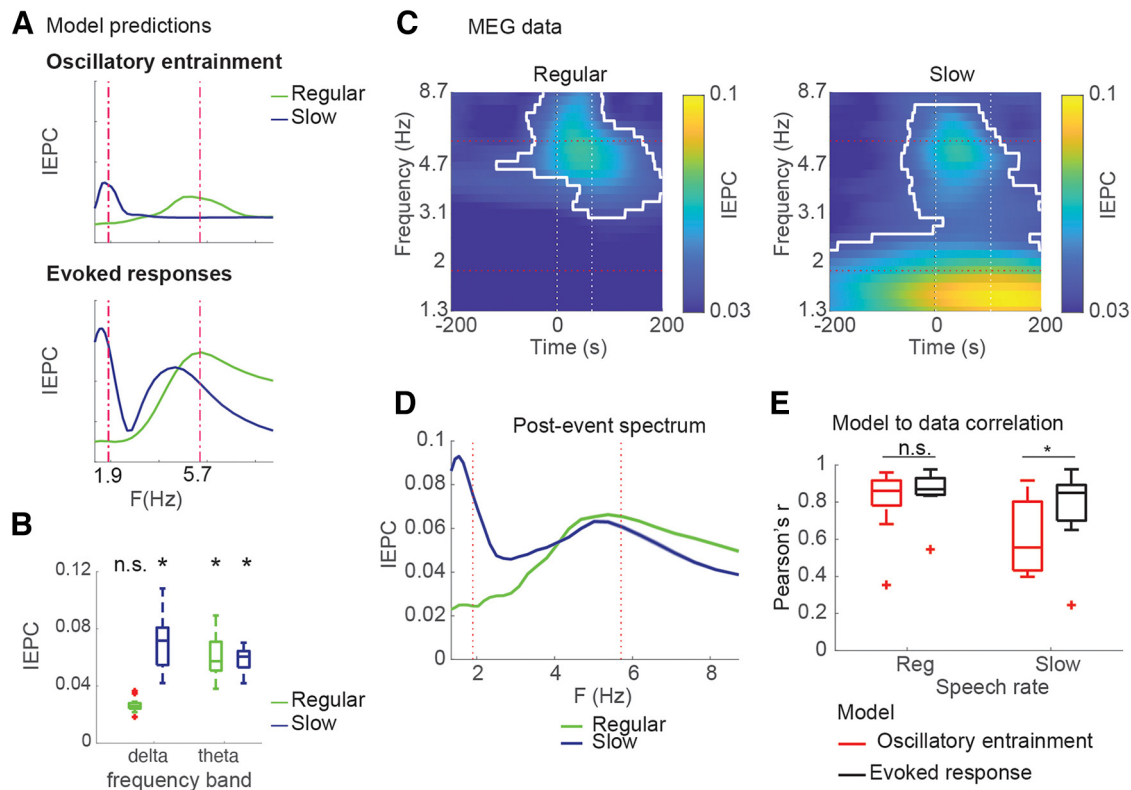 A Model predictions
Oscillatory entrainment
Regular
Slow
IEPC
Evoked responses
IEPC
1.9 5.7
F(Hz)
B
n.s. * * *
0.12
0.08
0.04
0
IEPC
delta theta
frequency band
Regular
Slow
C MEG data
Regular
8.7
4.7
3.1
2
1.3
Frequency (Hz)
-200 0 200
Time (s)
0.1
0.03
IEPC
Slow
8.7
4.7
3.1
2
1.3
Frequency (Hz)
-200 0 200
Time (s)
0.1
0.03
IEPC
D
Post-event spectrum
0.1
0.08
0.06
0.04
0.02
0
IEPC
2 4 6 8
F (Hz)
Regular
Slow
E
Model to data correlation
n.s. *
1
0.8
0.6
0.4
0.2
0
Pearson's r
Reg Slow
Speech rate
Model
Oscillatory entrainment
Evoked response